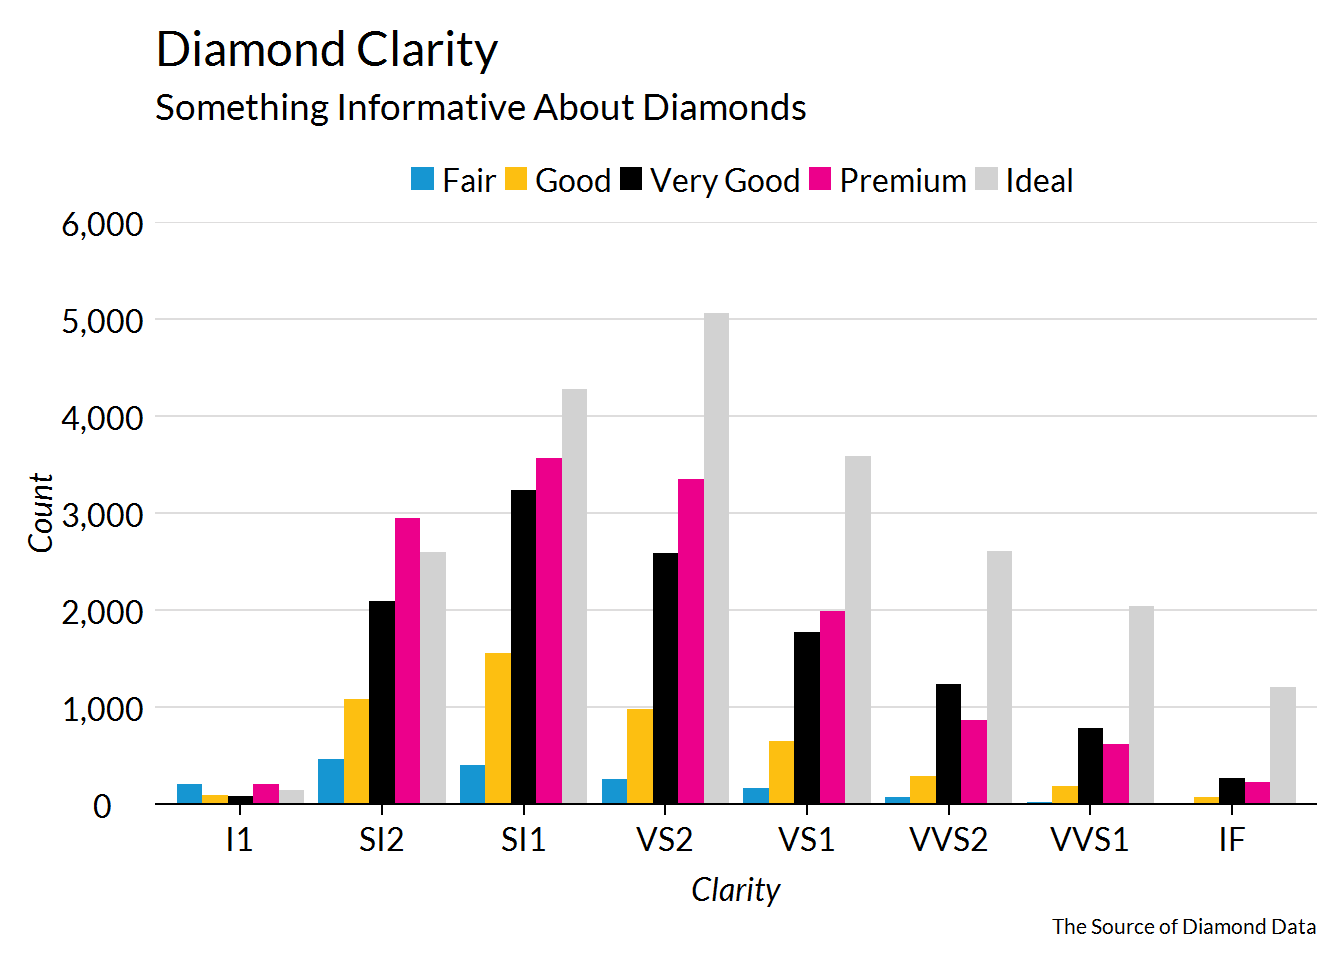 Diamond Clarity
Something Informative About Diamonds
Fair Good Very Good Premium Ideal
6,000
5,000
4,000
3,000
2,000
1,000
0
Count
I1 SI2 SI1 VS2 VS1 VVS2 VVS1 IF
Clarity
The Source of Diamond Data